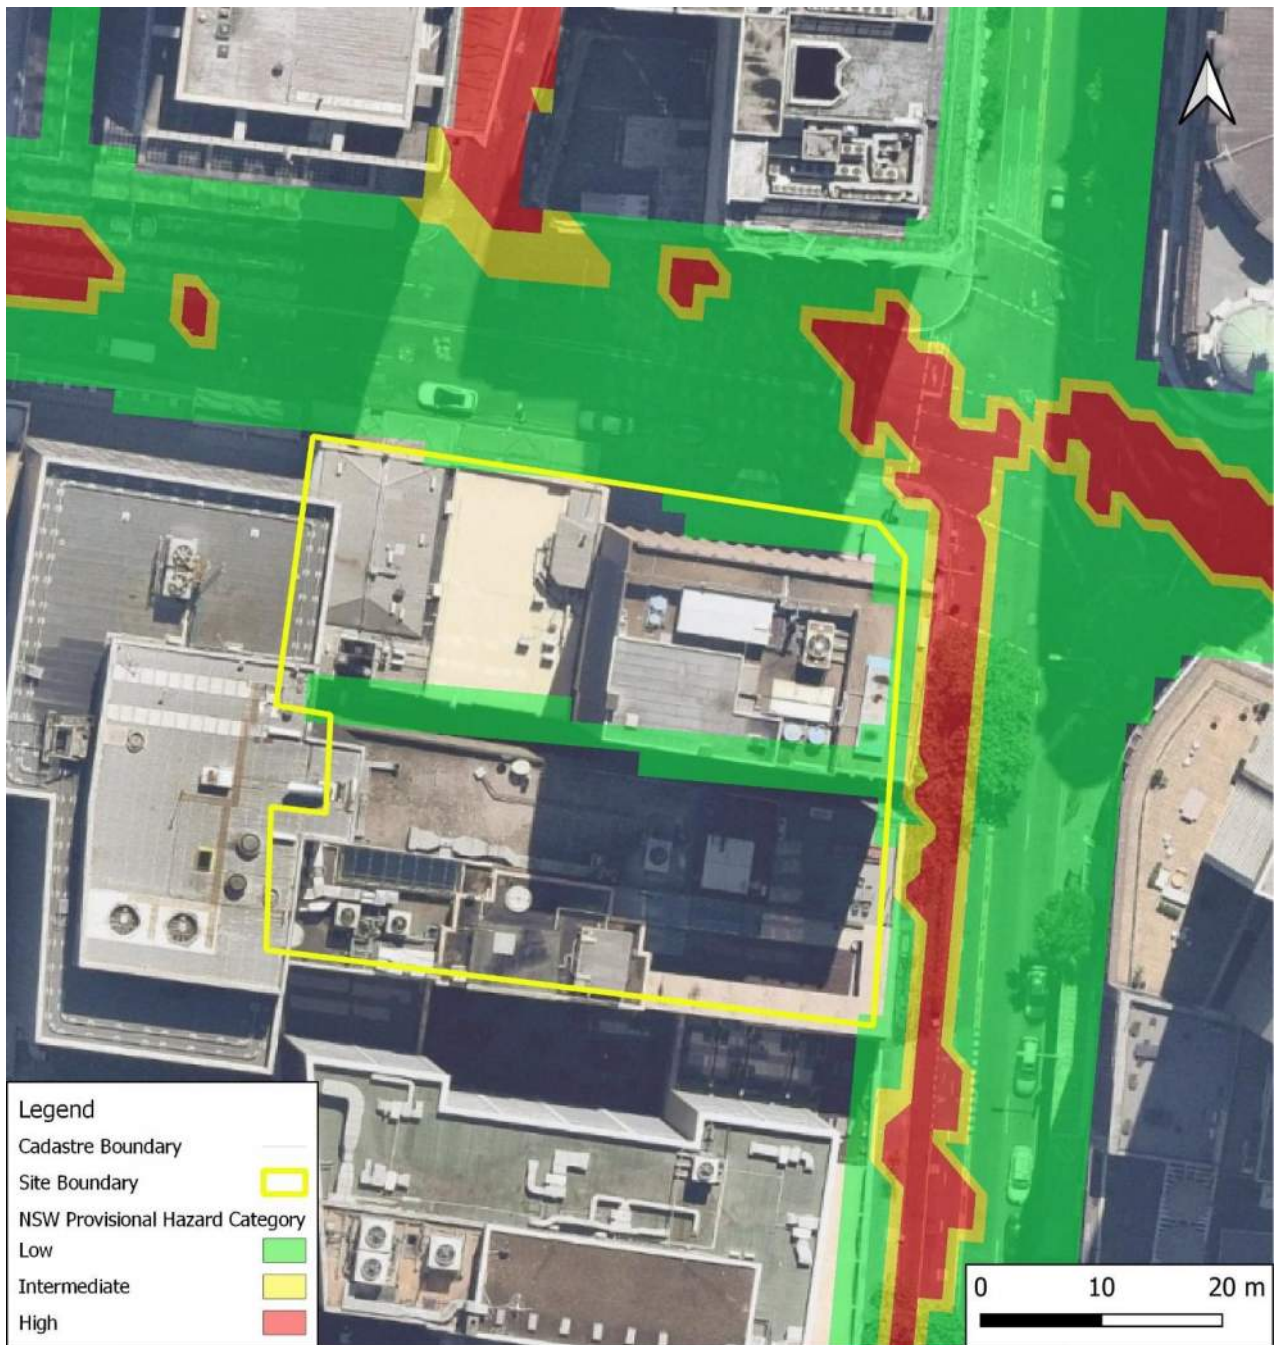 Legend
Cadastre Boundary
Site Boundary
NSW Provisional Hazard Category
Low
Intermediate
High
0 10 20 m